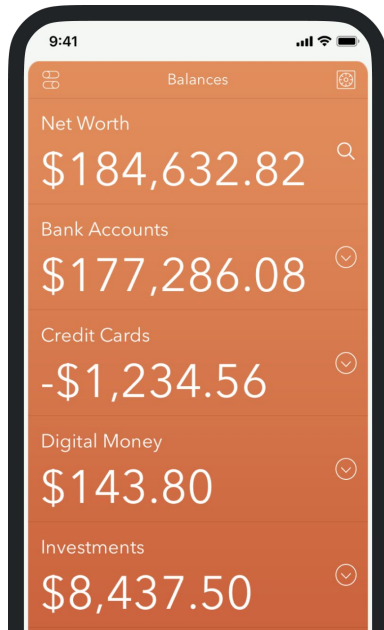 9:41
Balances
Net Worth
$184,632.82
Bank Accounts
$177,286.08
Credit Cards
-$1,234.56
Digital Money
$143.80
Investments
$8,437.50